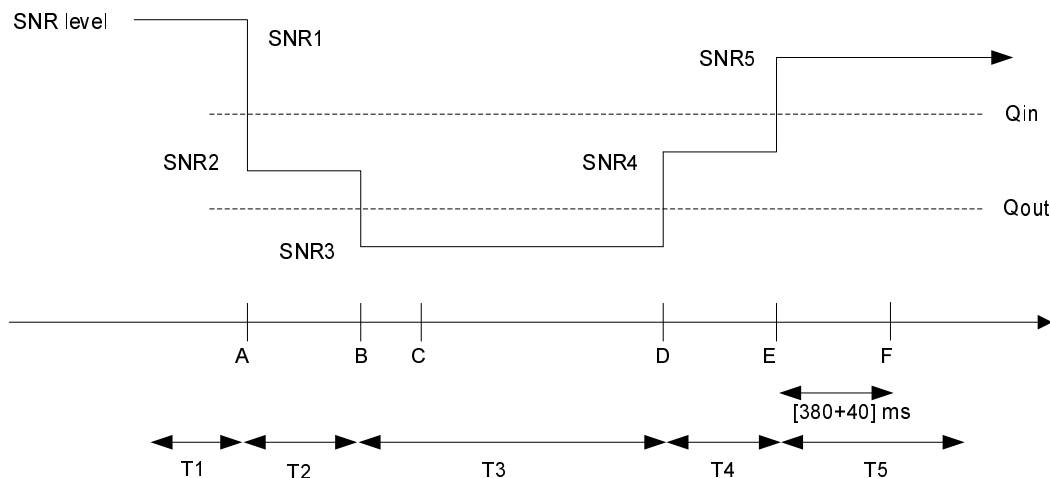 SNR level
SNR1
SNR5
Qin
SNR2
SNR4
Qout
SNR3
A B C D E F
[380+40] ms
T1 T2 T3 T4 T5